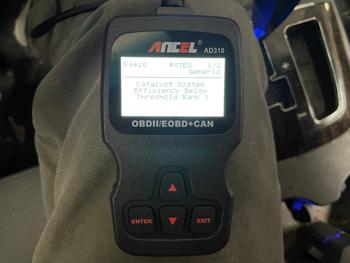 ANCEL
AD310
P0420 $07E8 1/2
Generic
Catalyst System
Efficiency Below
Threshold Bank 1
OBDII/EOBD+CAN
ENTER
EXIT